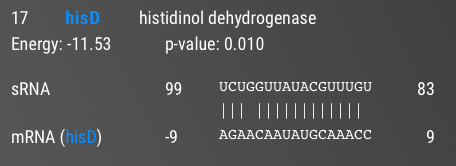 17 hisD histidinol dehydrogenase
Energy: -11.53 p-value: 0.010
sRNA 99 UCUGGUUAUACGUUUGU 83
||| ||||||||||||
mRNA (hisD) -9 AGAACAAUAUGCAAACC 9